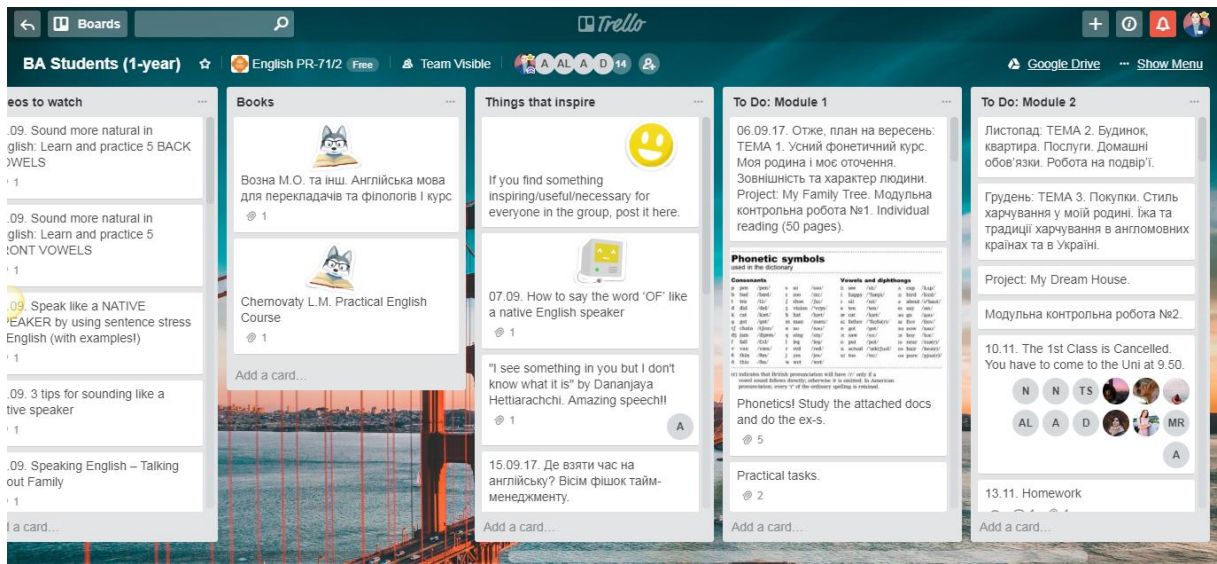 Boards
Trello
BA Students (1-year)
English PR-71/2 Free
Team Visible
A AL A D 14
Google Drive
··· Show Menu
eos to watch
.09. Sound more natural in
glish: Learn and practice 5 BACK
OWELS
1
.09. Sound more natural in
glish: Learn and practice 5
RONT VOWELS
1
09. Speak like a NATIVE
PEAKER by using sentence stress
English (with examples!)
1
.09. 3 tips for sounding like a
tive speaker
1
.09. Speaking English – Talking
out Family
1
d a card...
Books
Возна М.О. та інш. Англійська мова
для перекладачів та філологів І курс
1
Chernovaty L.M. Practical English
Course
1
Add a card...
Things that inspire
If you find something
inspiring/useful/necessary for
everyone in the group, post it here.
07.09. How to say the word 'OF' like
a native English speaker
1
"I see something in you but I don't
know what it is" by Dananjaya
Hettiarachchi. Amazing speech!!
1
A
15.09.17. Де взяти час на
англійську? Вісім фішок тайм-
менеджменту.
Add a card...
To Do: Module 1
06.09.17. Отже, план на вересень:
ТЕМА 1. Усний фонетичний курс.
Моя родина і моє оточення.
Зовнішність та характер людини.
Project: My Family Tree. Модульна
контрольна робота №1. Individual
reading (50 pages).
Phonetic symbols
used in the dictionary
Consonants
Vowels and diphthongs
Phonetics! Study the attached docs
and do the ex-s.
5
Practical tasks.
2
Add a card...
To Do: Module 2
Листопад: ТЕМА 2. Будинок,
квартира. Послуги. Домашні
обов'язки. Робота на подвір'ї.
Грудень: ТЕМА 3. Покупки. Стиль
харчування у моїй родині. Їжа та
традиції харчування в англомовних
країнах та в Україні.
Project: My Dream House.
Модульна контрольна робота №2.
10.11. The 1st Class is Cancelled.
You have to come to the Uni at 9.50.
N N TS
AL A D MR
A
13.11. Homework
Add a card...